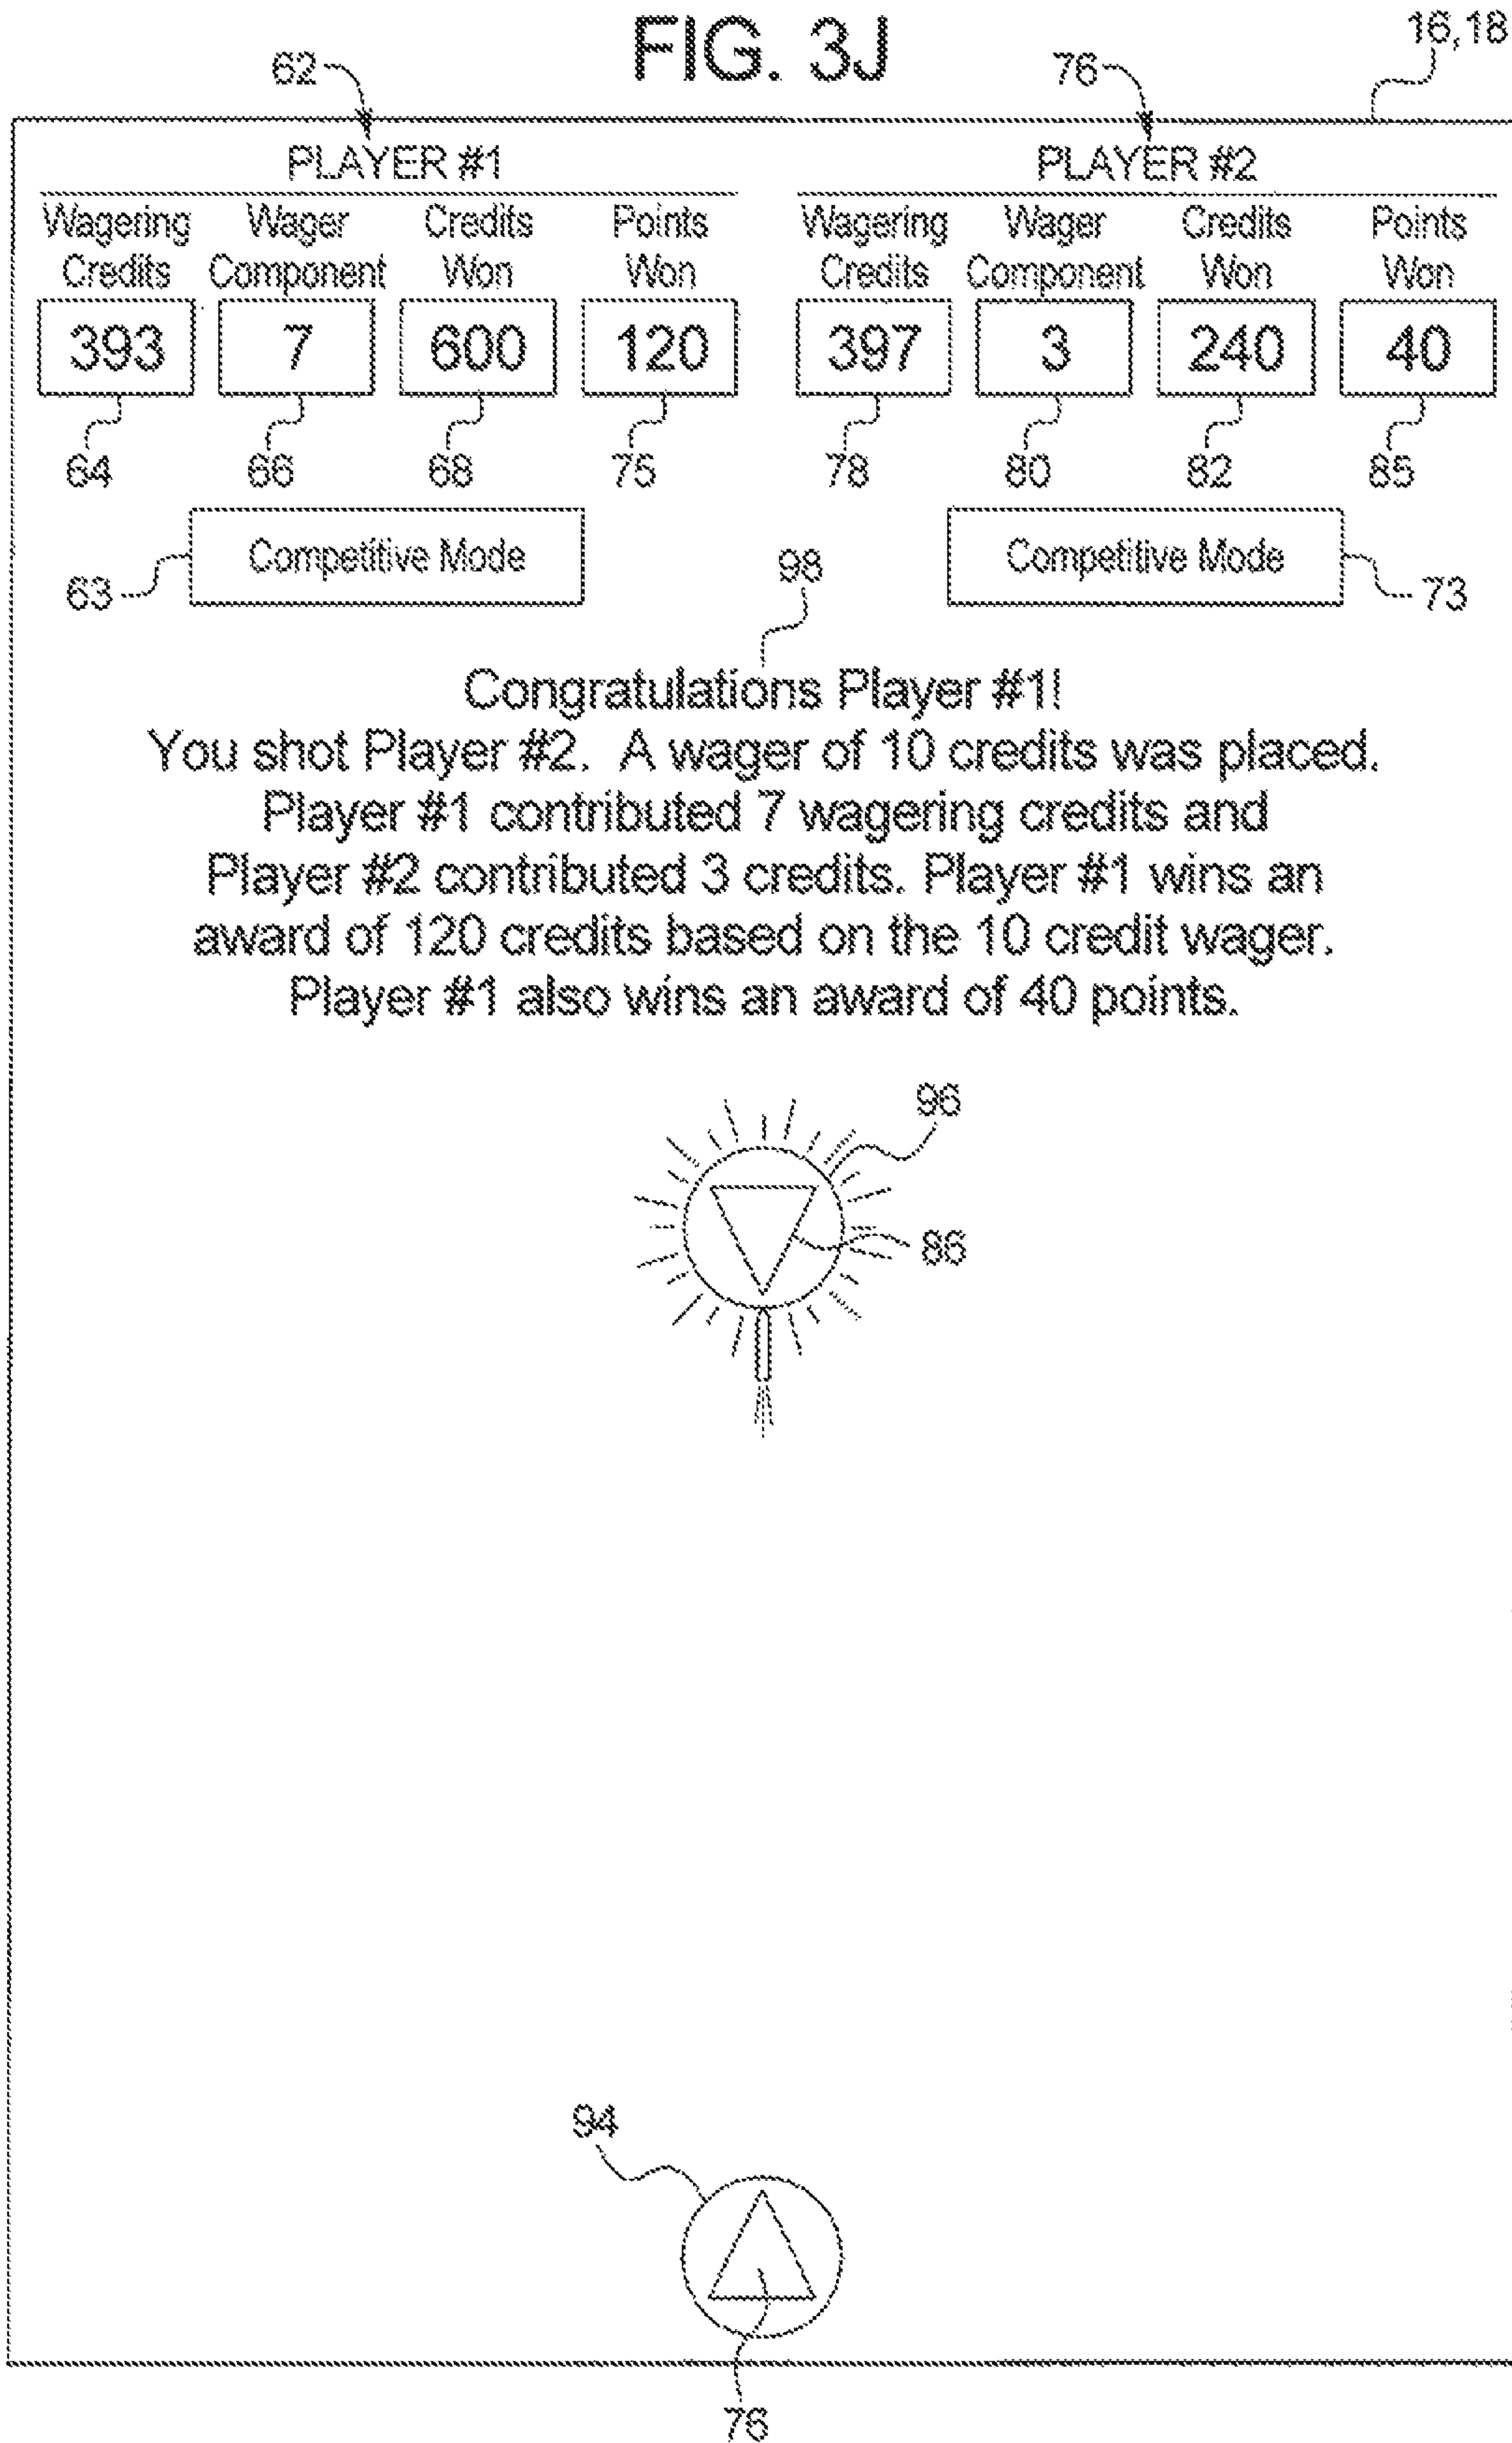 FIG. 3J
16,18
62
76
PLAYER #1
PLAYER #2
Wagering Credits
Wager Component
Credits Won
Points Won
Wagering Credits
Wager Component
Credits Won
Points Won
393
7
600
120
397
3
240
40
64
66
68
75
78
80
82
85
Competitive Mode
Competitive Mode
63
98
73
Congratulations Player #1!
You shot Player #2. A wager of 10 credits was placed.
Player #1 contributed 7 wagering credits and
Player #2 contributed 3 credits. Player #1 wins an
award of 120 credits based on the 10 credit wager.
Player #1 also wins an award of 40 points.
96
86
94
76